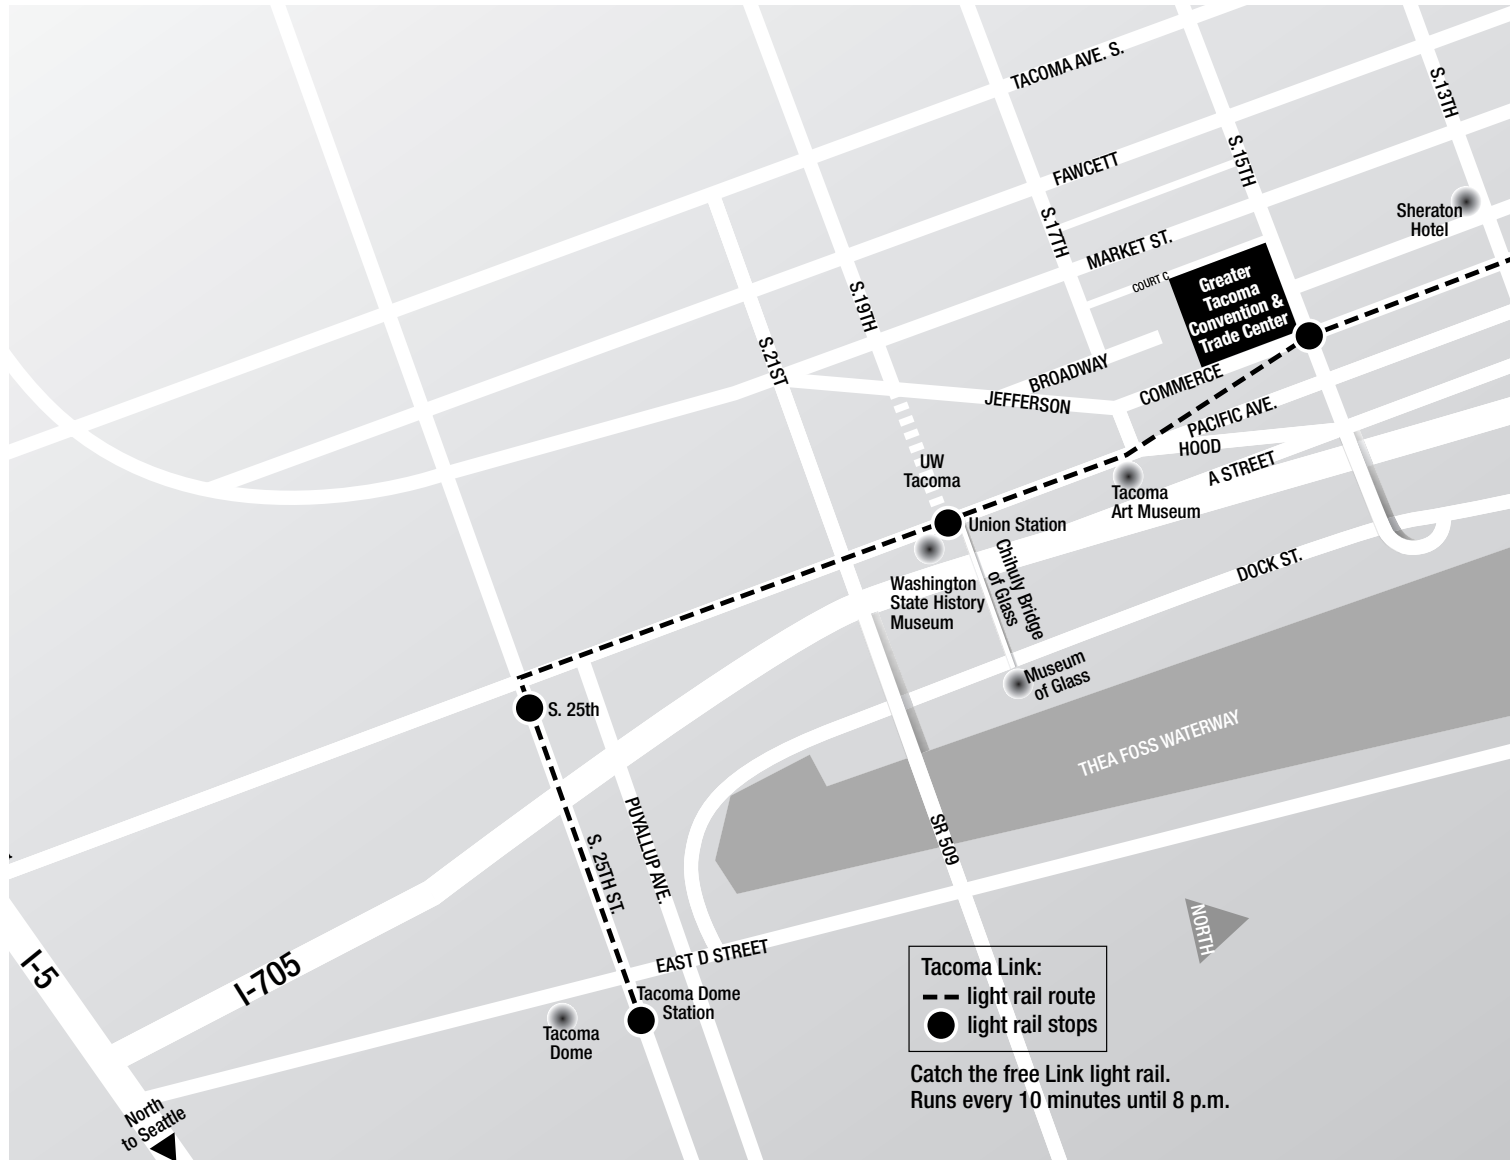 TACOMA AVE. S.
S.13TH
FAWCETT
S.15TH
S.17TH
MARKET ST.
Sheraton
Hotel
COURT C
Greater
Tacoma
Convention &
Trade Center
S.19TH
S.21ST
BROADWAY
JEFFERSON
COMMERCE
PACIFIC AVE.
HOOD
A STREET
UW
Tacoma
Tacoma
Art Museum
Union Station
Chihuly Bridge
of Glass
Washington
State History
Museum
DOCK ST.
Museum
of Glass
S. 25th
THEA FOSS WATERWAY
PUYALLUP AVE.
S. 25TH ST.
SR 509
NORTH
EAST D STREET
I-5
I-705
Tacoma Dome
Station
Tacoma
Dome
North
to Seattle
Tacoma Link:
light rail route
light rail stops
Catch the free Link light rail.
Runs every 10 minutes until 8 p.m.